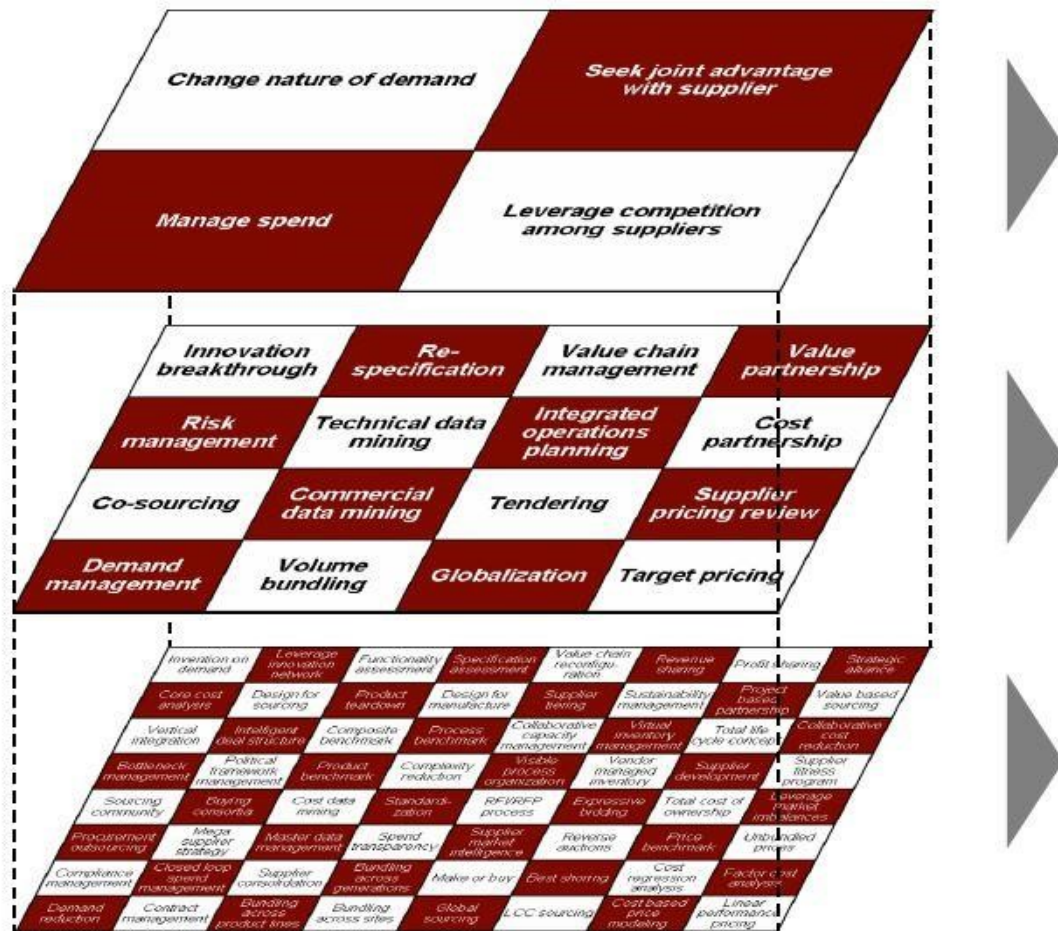 Change nature of demand
Seek joint advantage
with supplier
Manage spend
Leverage competition
among suppliers
Innovation
breakthrough
Re-
specification
Value chain
management
Value
partnership
Risk
management
Technical data
mining
Integrated
operations
planning
Cost
partnership
Co-sourcing
Commercial
data mining
Tendering
Supplier
pricing review
Demand
management
Volume
bundling
Globalization
Target pricing
Invention on
demand
Leverage
innovation
network
Functionality
assessment
Specification
assessment
Value chain
reconfigu-
ration
Revenue
sharing
Profit sharing
Strategic
alliance
Core cost
analysis
Design for
sourcing
Product
teardown
Design for
manufacture
Supplier
tiering
Sustainability
management
Project
based
partnership
Value based
sourcing
Vertical
integration
Intelligent
deal structure
Composite
benchmark
Process
benchmark
Collaborative
capacity
management
Virtual
inventory
management
Total life
cycle concept
Collaborative
cost
reduction
Bottleneck
management
Political
framework
management
Product
benchmark
Complexity
reduction
Visible
process
organization
Vendor
managed
inventory
Supplier
development
Supplier
fitness
program
Sourcing
community
Buying
consortia
Cost data
mining
Standardi-
zation
RFI/RFP
process
Expressive
bidding
Total cost of
ownership
Leverage
market
imbalances
Procurement
outsourcing
Mega
supplier
strategy
Master data
management
Spend
transparency
Supplier
market
intelligence
Reverse
auctions
Price
benchmark
Unbundled
prices
Compliance
management
Closed loop
spend
management
Supplier
consolidation
Bundling
across
generations
Make or buy
Best shoring
Cost
regression
analysis
Factor cost
analysis
Demand
reduction
Contract
management
Bundling
across
product lines
Bundling
across sites
Global
sourcing
LCC sourcing
Cost based
price
modeling
Linear
performance
pricing